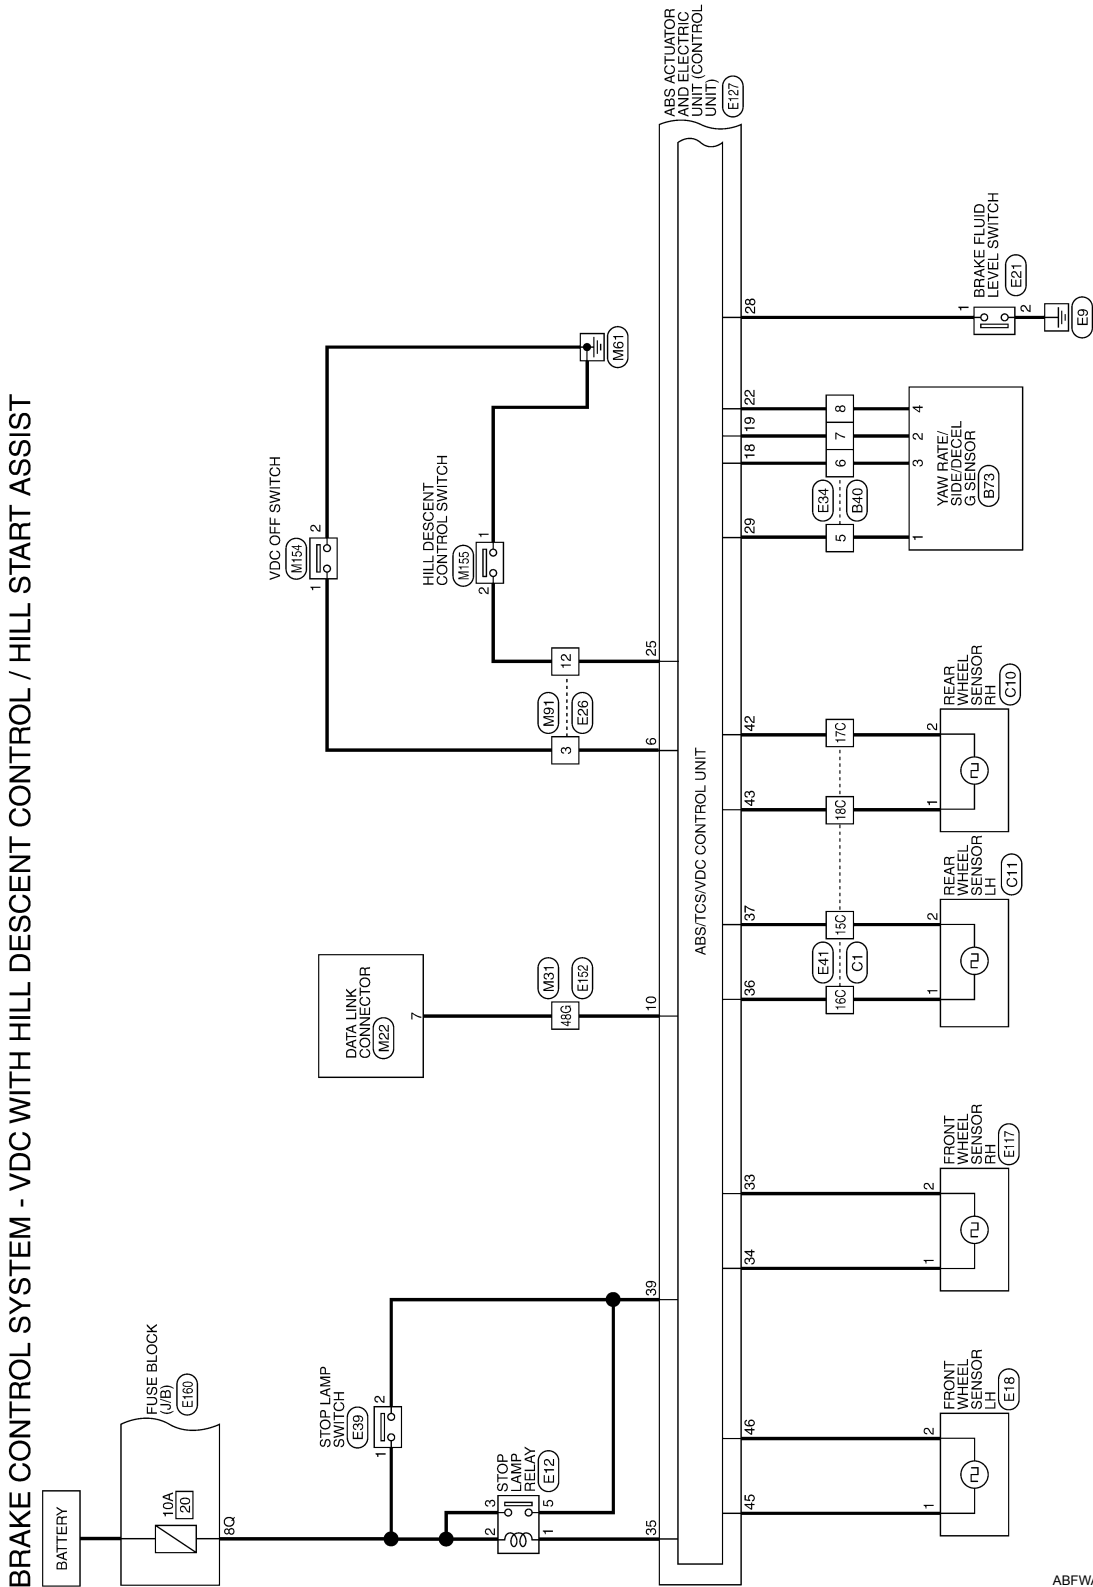 BRAKE CONTROL SYSTEM - VDC WITH HILL DESCENT CONTROL / HILL START ASSIST
BATTERY
FUSE BLOCK
(J/B)
E160
10A
20
8Q
STOP LAMP
SWITCH
E39
1
2
STOP
LAMP
RELAY
E12
2
3
1
5
DATA LINK
CONNECTOR
M22
7
48G
M31
E152
VDC OFF SWITCH
M154
1
2
HILL DESCENT
CONTROL SWITCH
M155
2
1
M61
3
M91
E26
12
35
39
10
6
25
ABS ACTUATOR
AND ELECTRIC
UNIT (CONTROL
UNIT)
E127
ABS/TCS/VDC CONTROL UNIT
45
46
34
33
36
37
43
42
29
18
19
22
28
16C
E41
C1
15C
18C
17C
5
E34
B40
6
7
8
1
2
FRONT
WHEEL
SENSOR
LH
E18
1
2
FRONT
WHEEL
SENSOR
RH
E117
1
2
REAR
WHEEL
SENSOR
LH
C11
1
2
REAR
WHEEL
SENSOR
RH
C10
1
3
2
4
YAW RATE/
SIDE/DECEL
G SENSOR
B73
1
2
BRAKE FLUID
LEVEL SWITCH
E21
E9